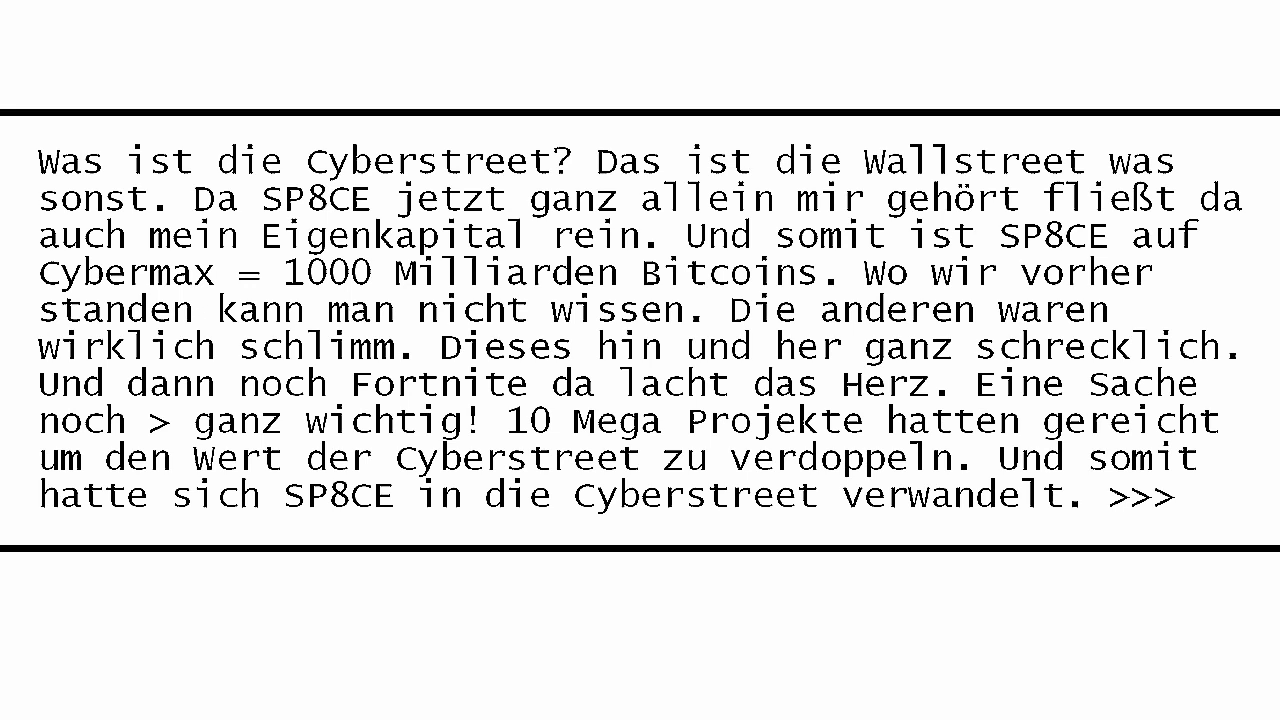 Was ist die Cyberstreet? Das ist die Wallstreet was
sonst. Da SP8CE jetzt ganz allein mir gehört fließt da
auch mein Eigenkapital rein. Und somit ist SP8CE auf
Cybermax = 1000 Milliarden Bitcoins. Wo wir vorher
standen kann man nicht wissen. Die anderen waren
wirklich schlimm. Dieses hin und her ganz schrecklich.
Und dann noch Fortnite da lacht das Herz. Eine Sache
noch > ganz wichtig! 10 Mega Projekte hatten gereicht
um den Wert der Cyberstreet zu verdoppeln. Und somit
hatte sich SP8CE in die Cyberstreet verwandelt. >>>